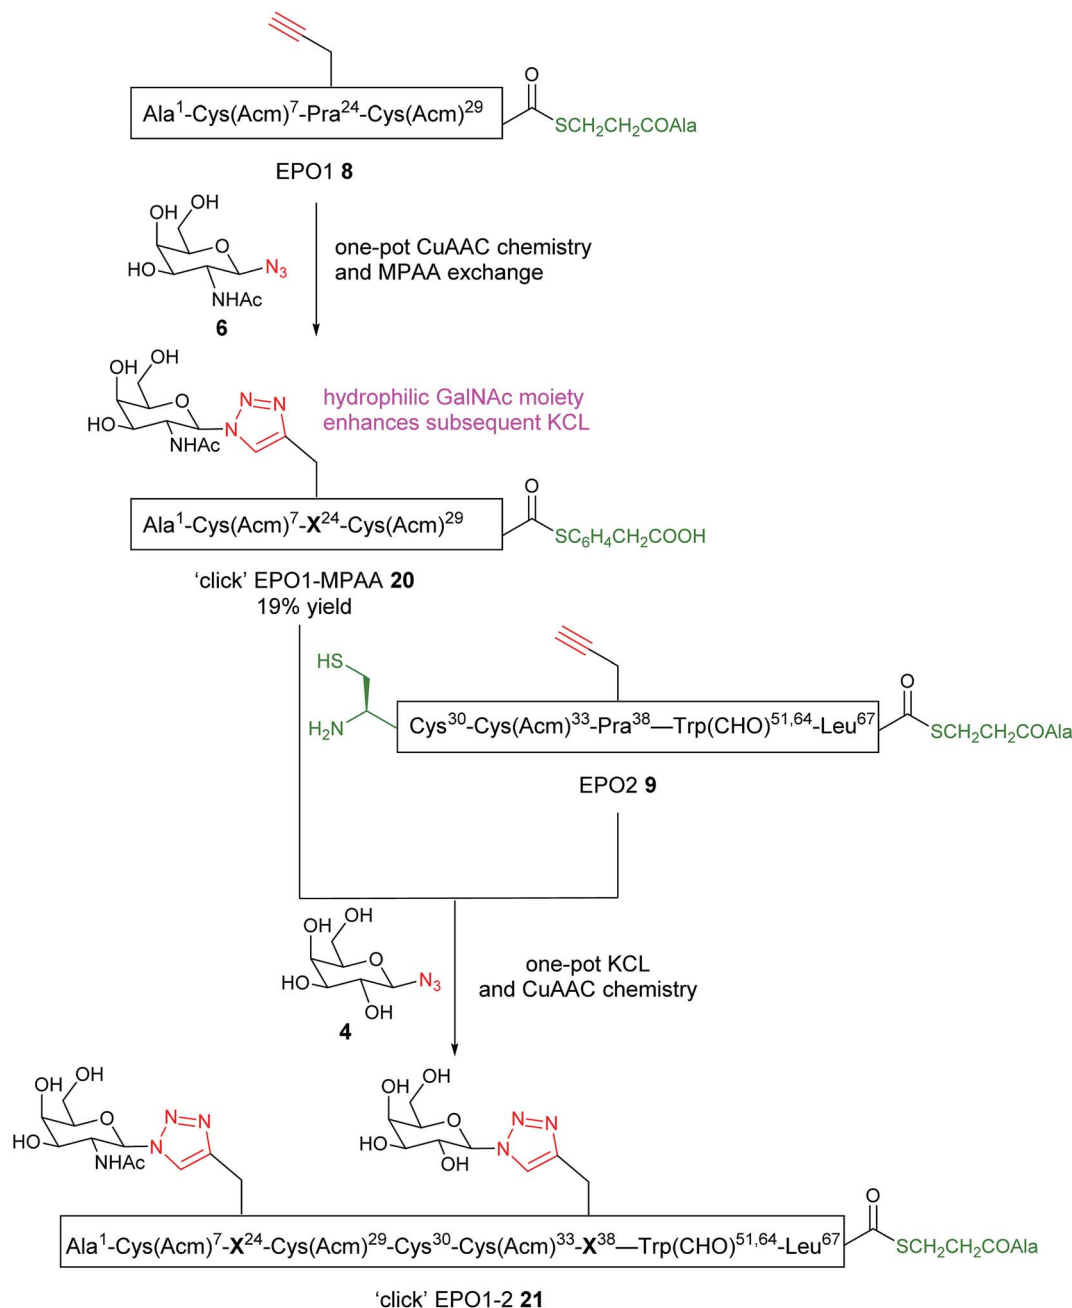 Ala¹-Cys(Acm)⁷-Pra²⁴-Cys(Acm)²⁹
O
SCH₂CH₂COAla
EPO1 8
OH
OH
O
HO
N₃
NHAc
6
one-pot CuAAC chemistry
and MPAA exchange
OH
OH
O
HO
NHAc
N
N
N
hydrophilic GalNAc moiety
enhances subsequent KCL
Ala¹-Cys(Acm)⁷-X²⁴-Cys(Acm)²⁹
O
SC₆H₄CH₂COOH
‘click’ EPO1-MPAA 20
19% yield
HS
H₂N
Cys³⁰-Cys(Acm)³³-Pra³⁸—Trp(CHO)⁵¹,⁶⁴-Leu⁶⁷
O
SCH₂CH₂COAla
EPO2 9
OH
OH
O
HO
N₃
OH
4
one-pot KCL
and CuAAC chemistry
OH
OH
O
HO
NHAc
N
N
N
OH
OH
O
HO
OH
N
N
N
Ala¹-Cys(Acm)⁷-X²⁴-Cys(Acm)²⁹-Cys³⁰-Cys(Acm)³³-X³⁸—Trp(CHO)⁵¹,⁶⁴-Leu⁶⁷
O
SCH₂CH₂COAla
‘click’ EPO1-2 21